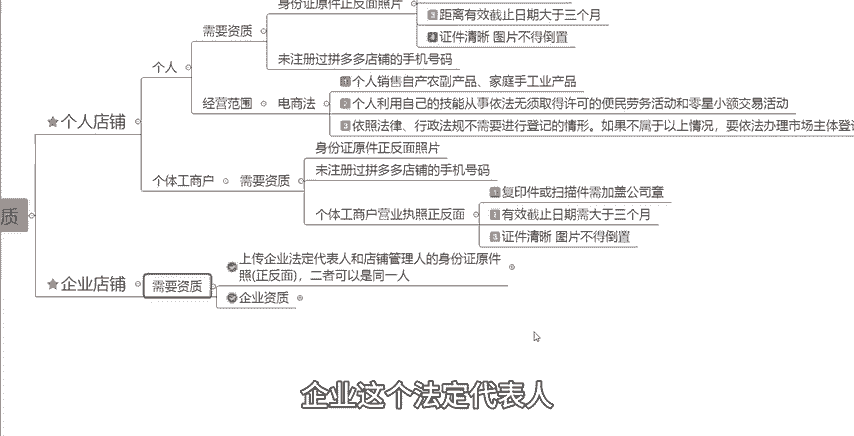 身份证原件正反面照片
3 距离有效截止日期大于三个月
4 证件清晰 图片不得倒置
需要资质
未注册过拼多多店铺的手机号码
个人
1 个人销售自产农副产品、家庭手工业产品
经营范围
电商法
2 个人利用自己的技能从事依法无须取得许可的便民劳务活动和零星小额交易活动
3 依照法律、行政法规不需要进行登记的情形。如果不属于以上情况，要依法办理市场主体登
个人店铺
身份证原件正反面照片
未注册过拼多多店铺的手机号码
个体工商户
需要资质
1 复印件或扫描件需加盖公司章
个体工商户营业执照正反面
2 有效截止日期需大于三个月
3 证件清晰 图片不得倒置
质
上传企业法定代表人和店铺管理人的身份证原件
照(正反面)，二者可以是同一人
企业店铺
需要资质
企业资质
企业这个法定代表人